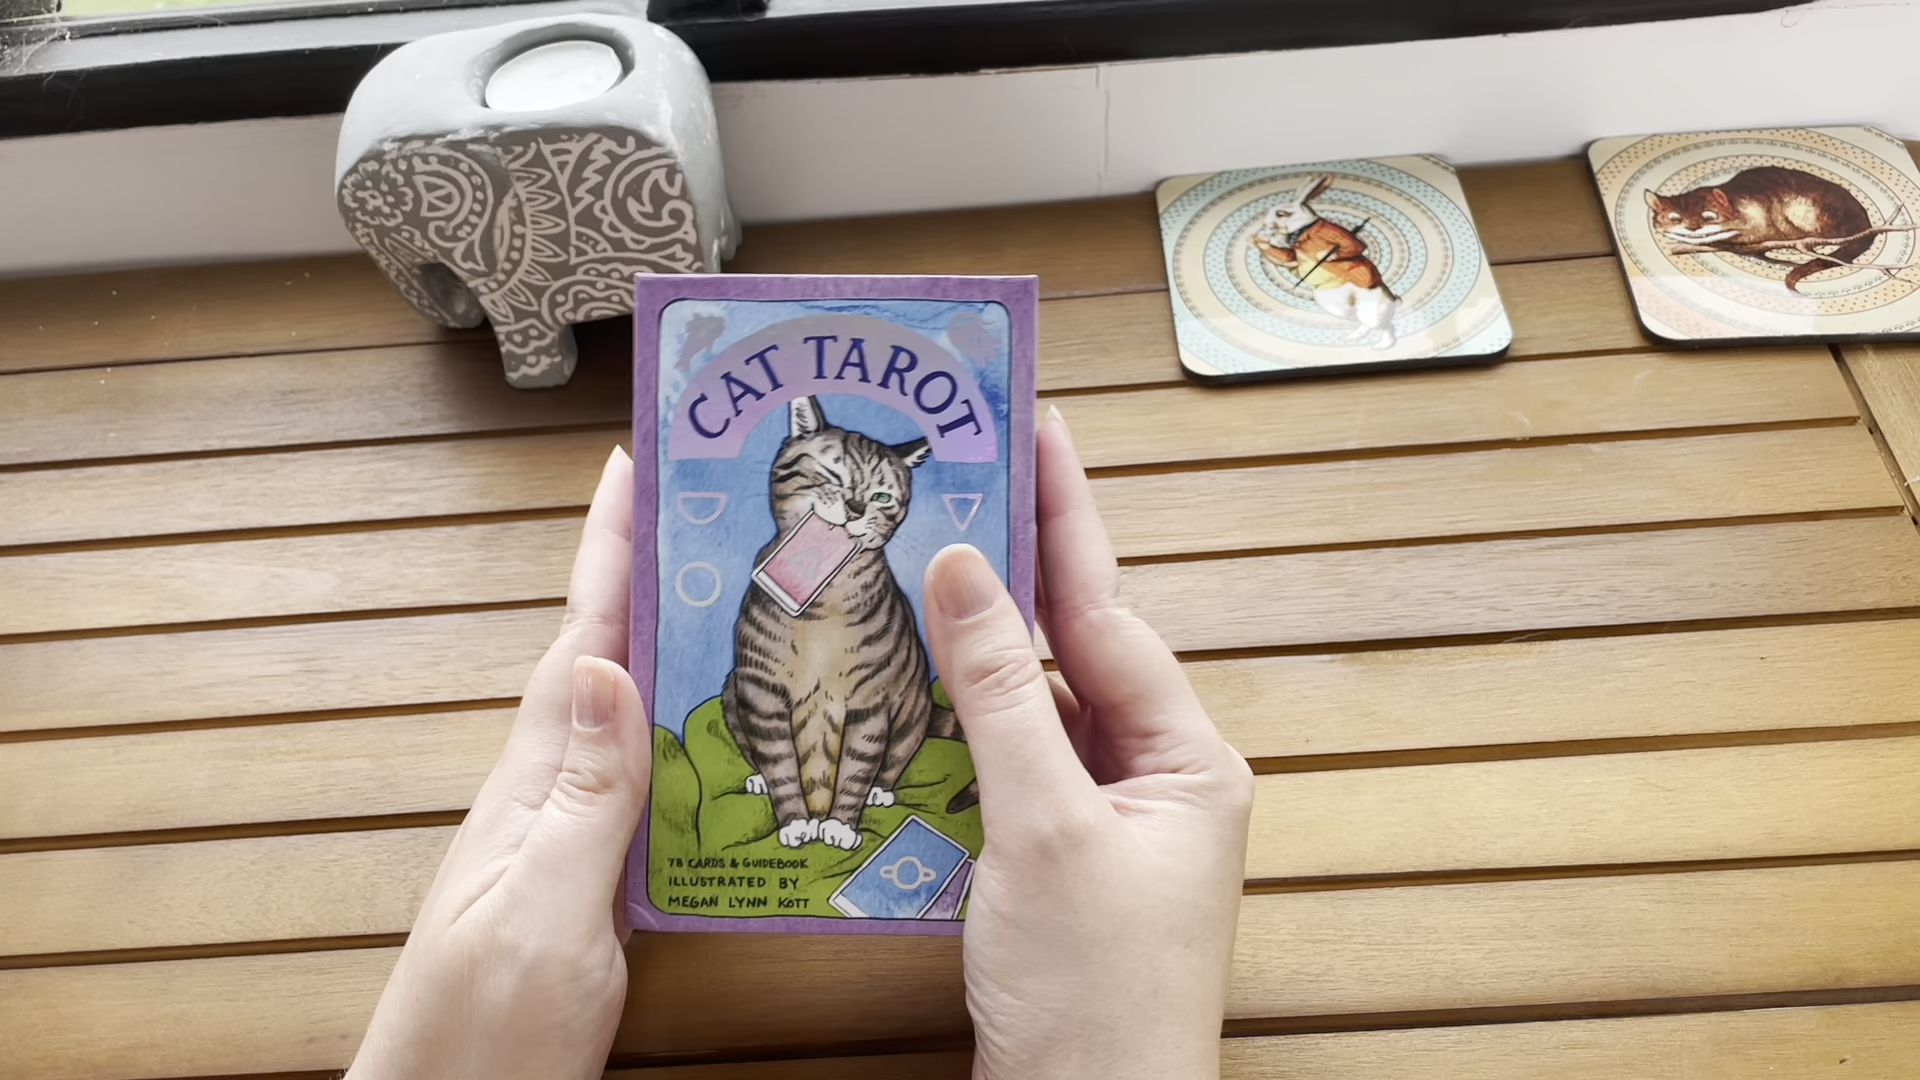 CAT TAROT
78 CARDS & GUIDEBOOK
ILLUSTRATED BY
MEGAN LYNN KOTT